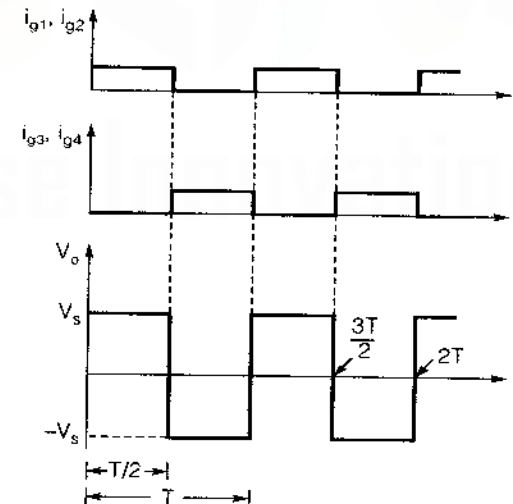 i_g1, i_g2
i_g3, i_g4
V_o
V_s
3T/2
2T
-V_s
T/2
T